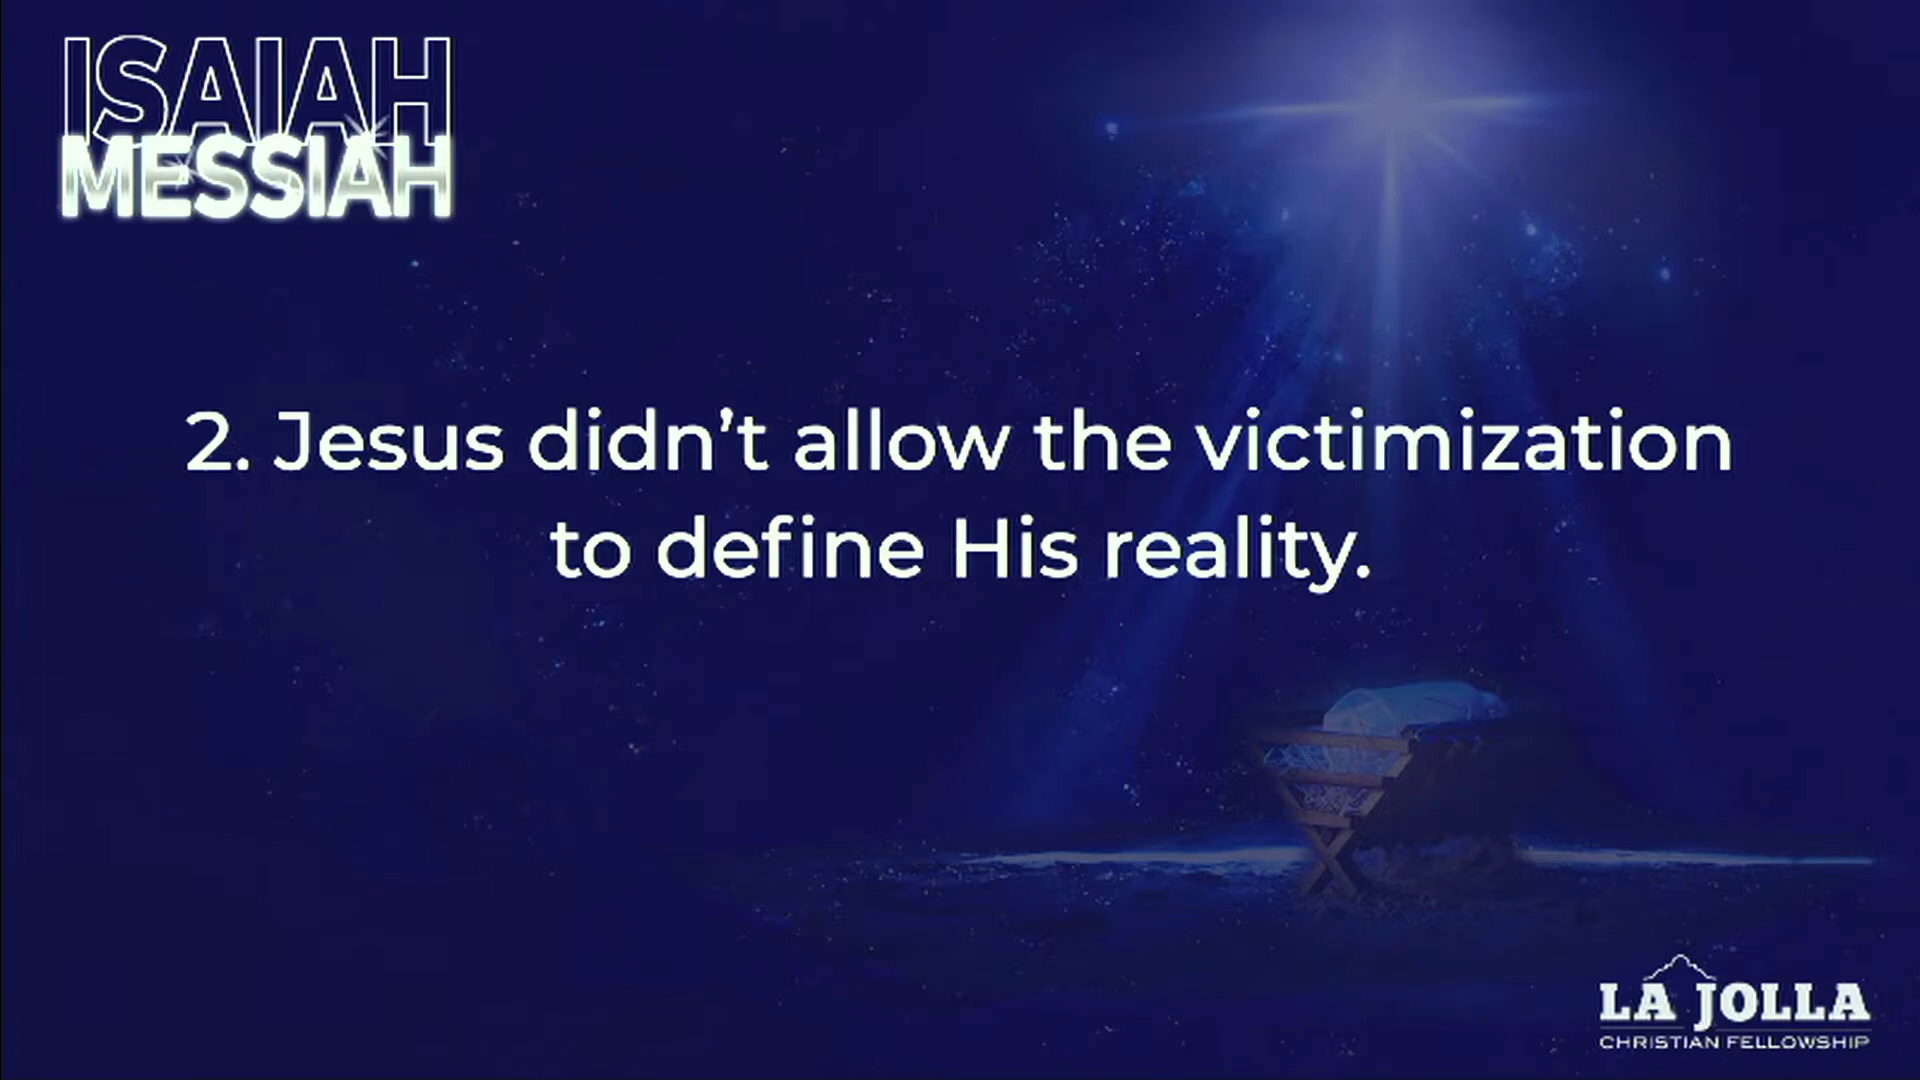 ISAIAH
MESSIAH
2. Jesus didn’t allow the victimization
to define His reality.
LA JOLLA
CHRISTIAN FELLOWSHIP